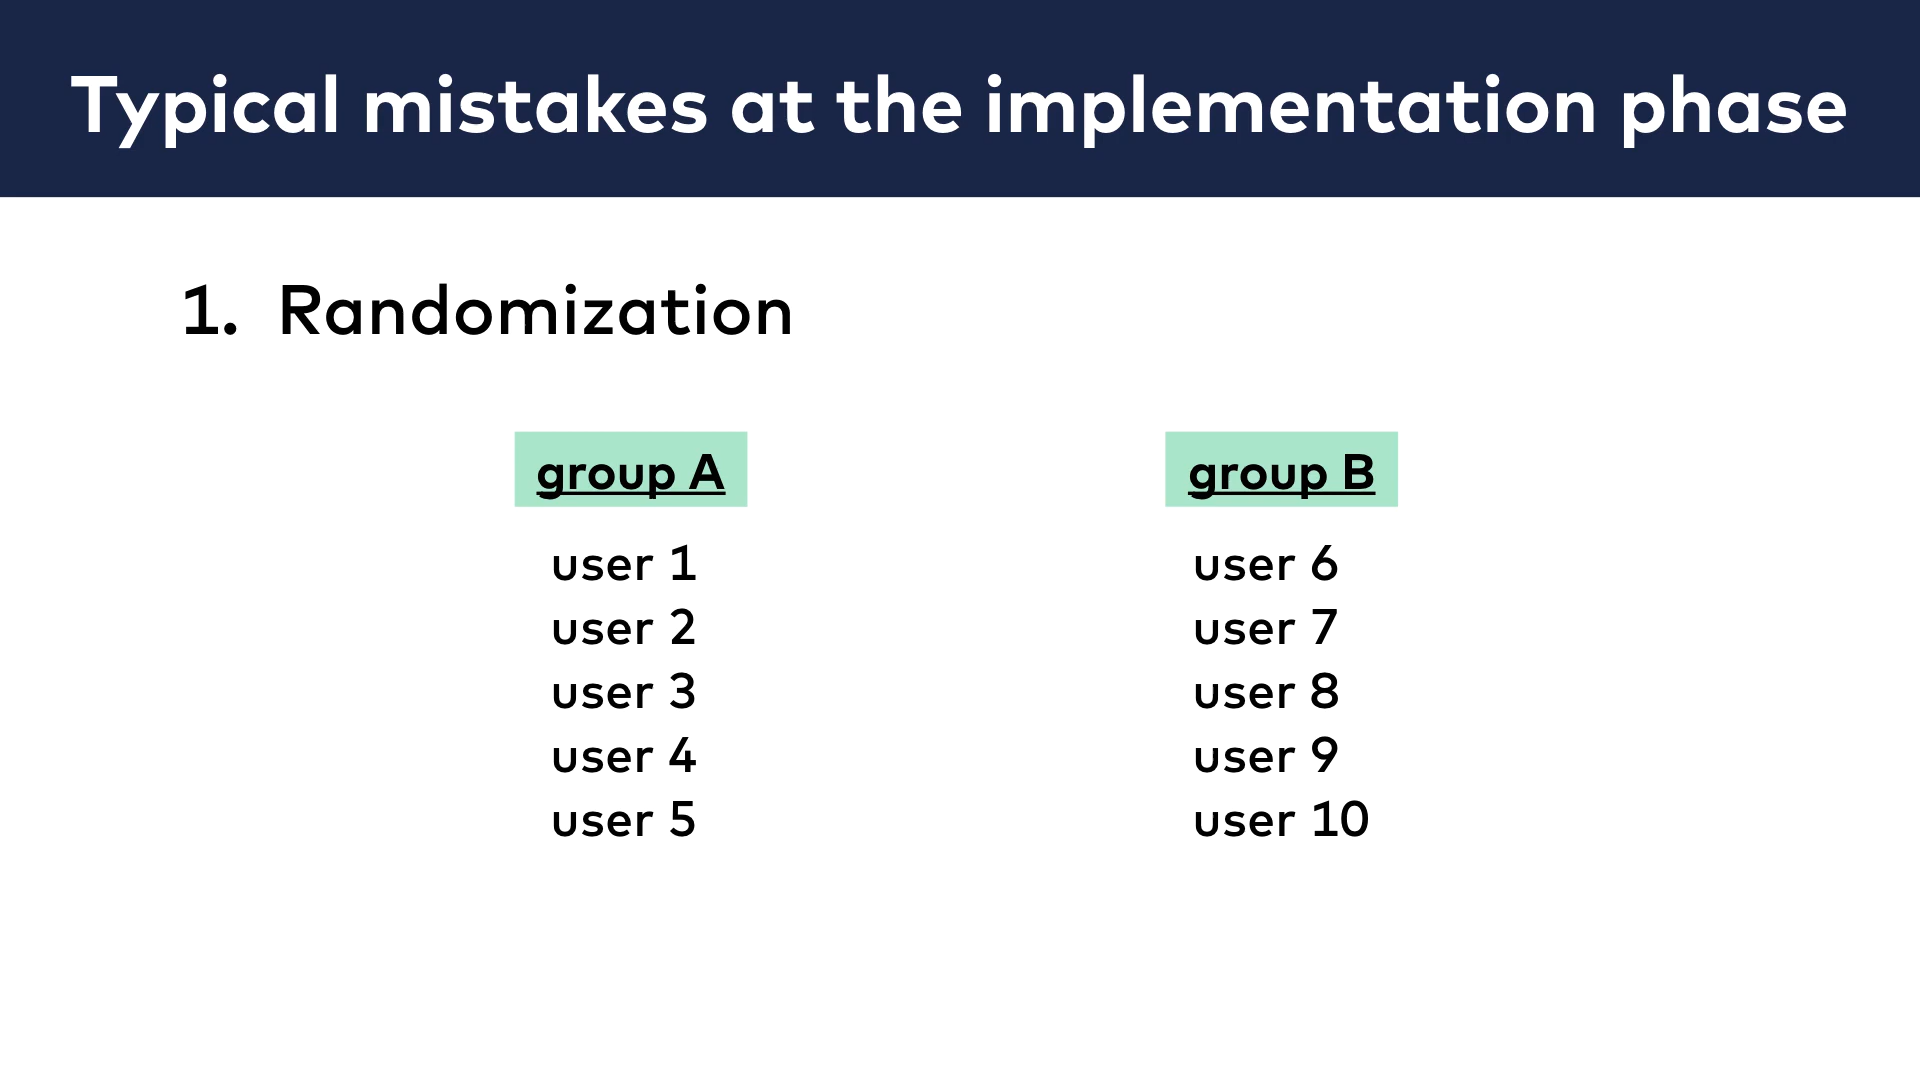 Typical mistakes at the implementation phase
1. Randomization
group A
user 1
user 2
user 3
user 4
user 5
group B
user 6
user 7
user 8
user 9
user 10